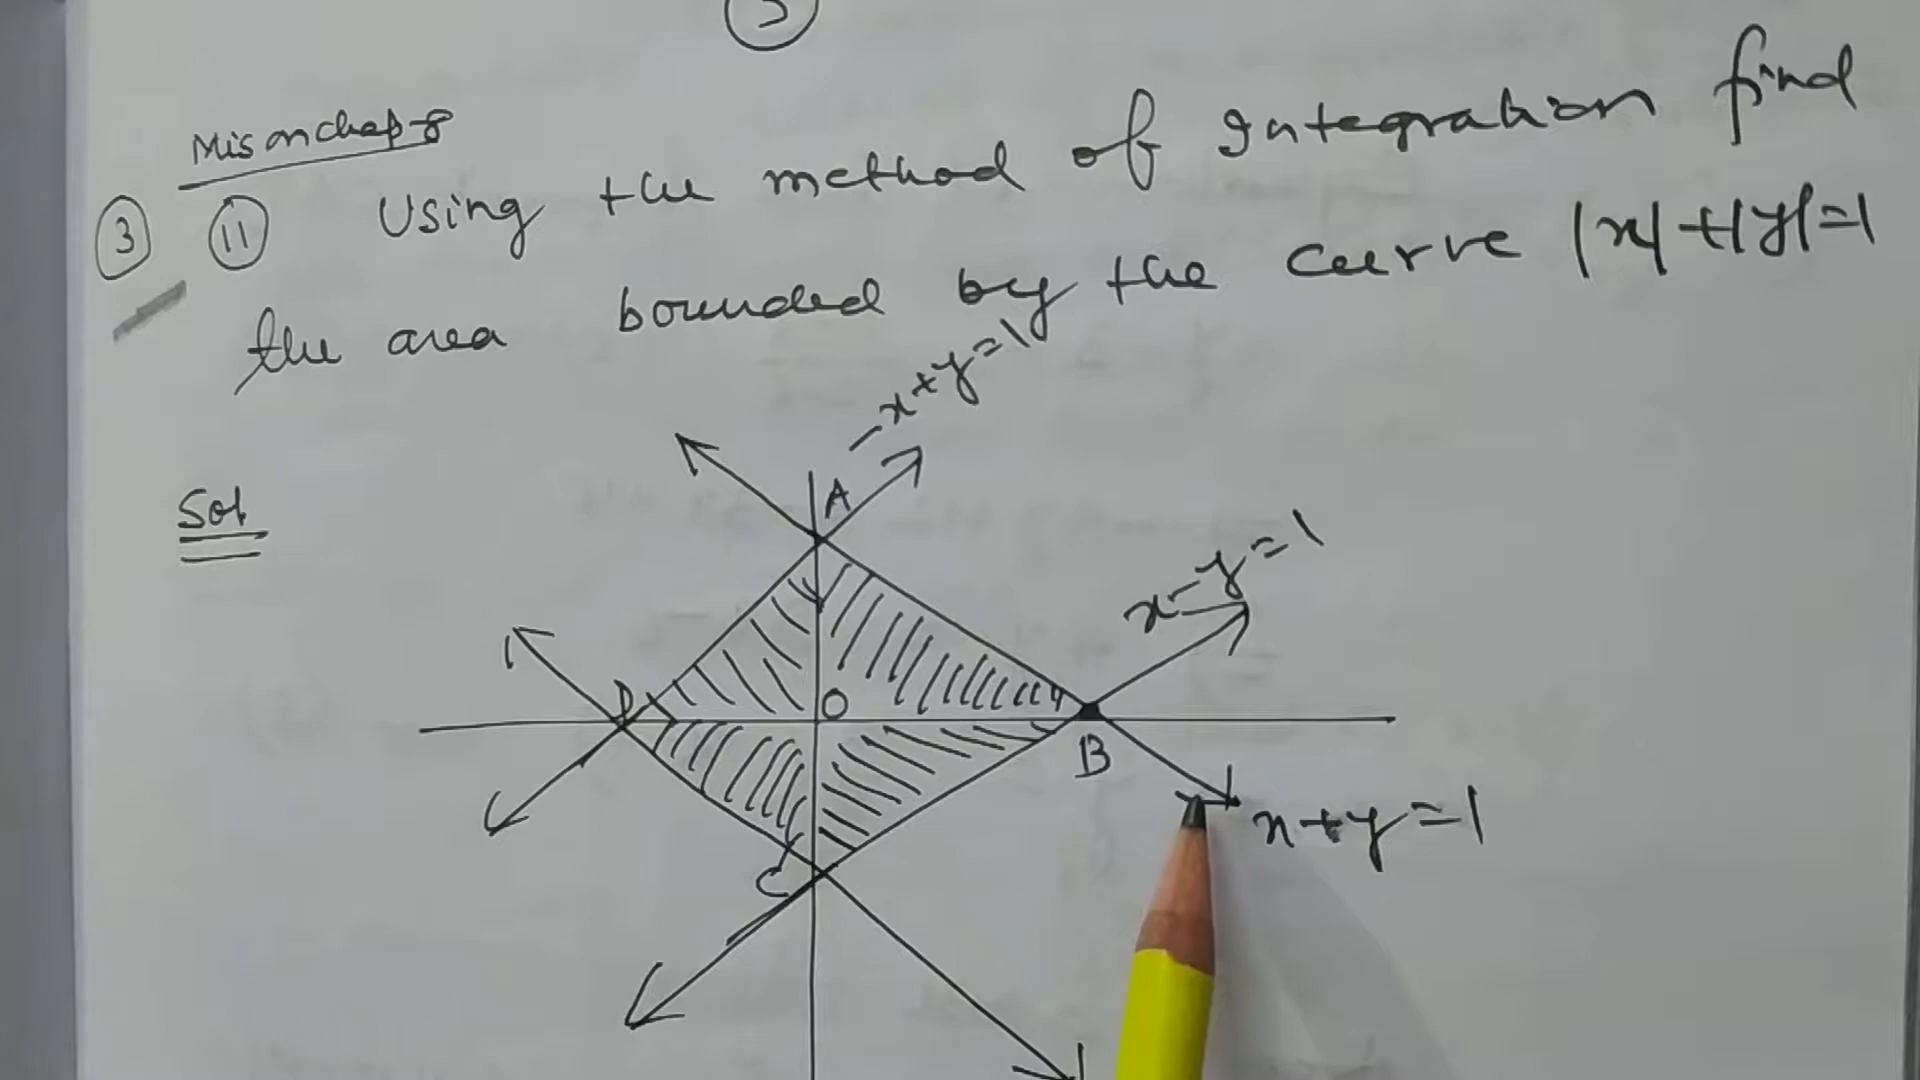 Mis on chap-8
3 11 Using the method of Integration find
the area bounded by the curve |x|+|y|=1
-x+y=1
Sol
A
x-y=1
D
O
B
x+y=1
C